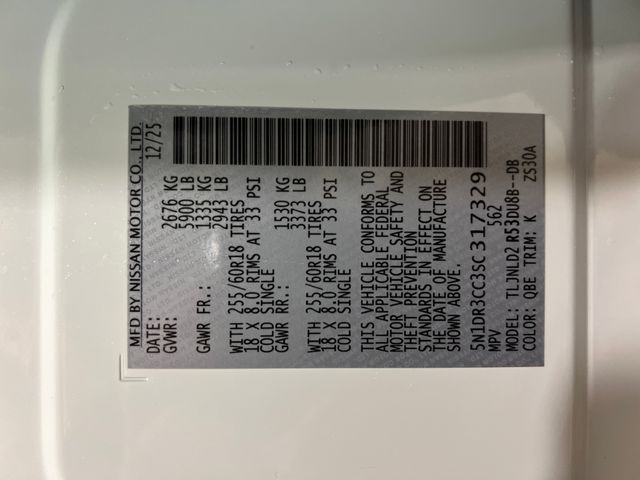 MFD BY NISSAN MOTOR CO., LTD.
DATE: 12/25
GVWR: 2676 KG
5900 LB
GAWR FR.: 1335 KG
2943 LB
WITH 255/60R18 TIRES
18 X 8.0 RIMS AT 33 PSI
COLD SINGLE
GAWR RR.: 1530 KG
3373 LB
WITH 255/60R18 TIRES
18 X 8.0 RIMS AT 33 PSI
COLD SINGLE
THIS VEHICLE CONFORMS TO
ALL APPLICABLE FEDERAL
MOTOR VEHICLE SAFETY AND
THEFT PREVENTION
STANDARDS IN EFFECT ON
THE DATE OF MANUFACTURE
SHOWN ABOVE.
5N1DR3CC3SC317329
MPV 562
MODEL: TLJNLD2 R53DU8B--DB
COLOR: QBE TRIM: K ZS30A